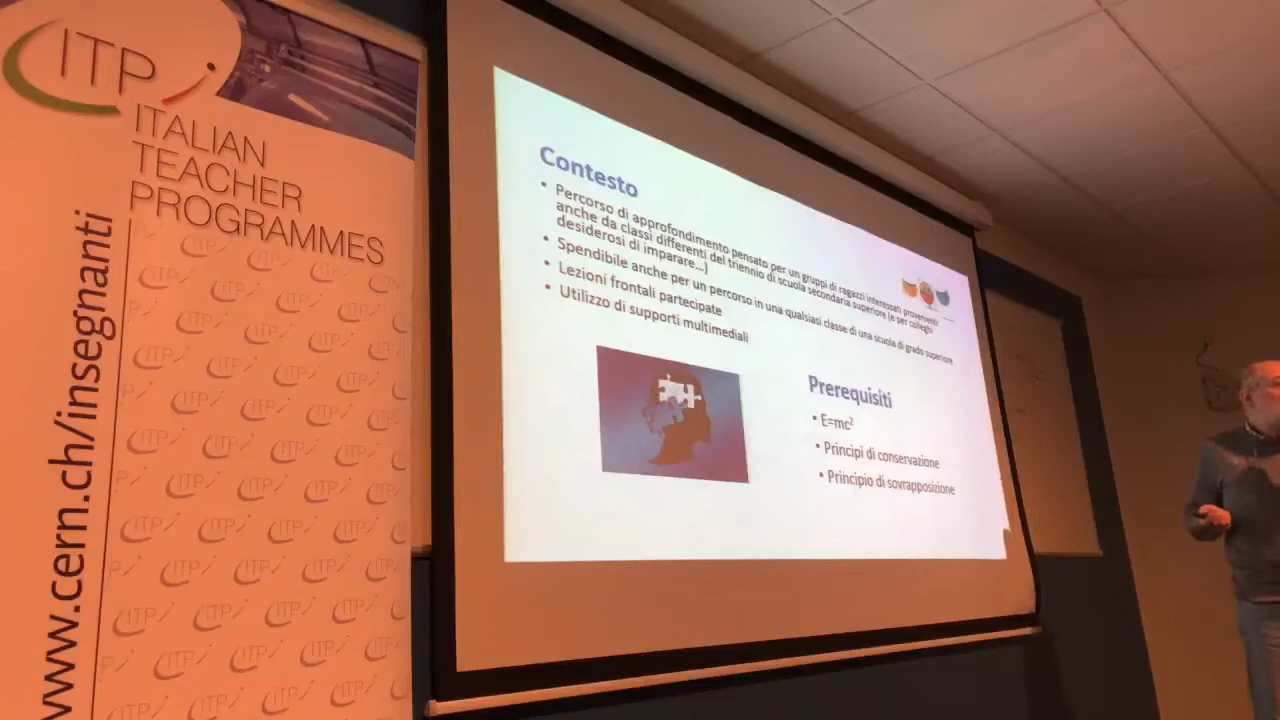 ITP
ITALIAN
TEACHER
PROGRAMMES
www.cern.ch/insegnanti
Contesto
• Percorso di approfondimento pensato per un gruppi di ragazzi interessati provenienti
anche da classi differenti del triennio di scuola secondaria superiore (e per colleghi
desiderosi di imparare...)
• Spendibile anche per un percorso in una qualsiasi classe di una scuola di grado superiore
• Lezioni frontali partecipate
• Utilizzo di supporti multimediali
Prerequisiti
• E=mc²
• Principi di conservazione
• Principio di sovrapposizione